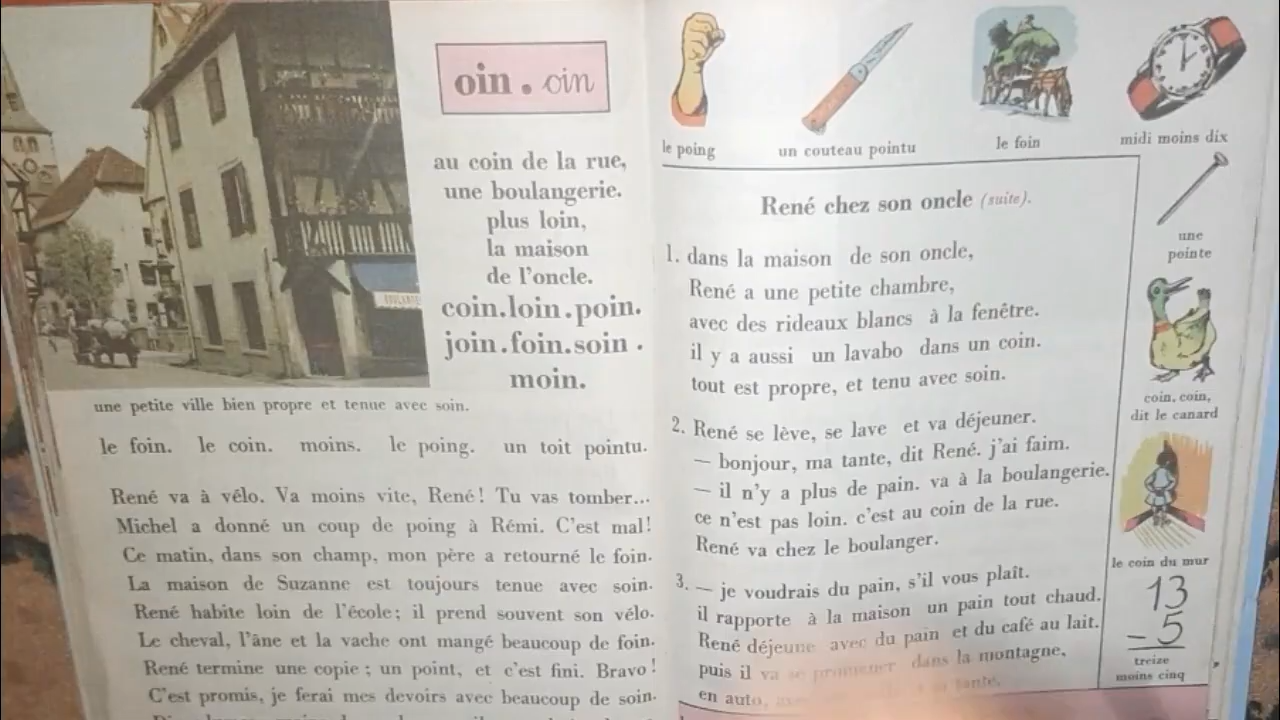 oin . oin
au coin de la rue,
une boulangerie.
plus loin,
la maison
de l'oncle.
coin.loin.poin.
join.foin.soin.
moin.
une petite ville bien propre et tenue avec soin.
le foin. le coin. moins. le poing. un toit pointu.
René va à vélo. Va moins vite, René! Tu vas tomber...
Michel a donné un coup de poing à Rémi. C'est mal!
Ce matin, dans son champ, mon père a retourné le foin.
La maison de Suzanne est toujours tenue avec soin.
René habite loin de l'école; il prend souvent son vélo.
Le cheval, l'âne et la vache ont mangé beaucoup de foin.
René termine une copie; un point, et c'est fini. Bravo!
C'est promis, je ferai mes devoirs avec beaucoup de soin.
le poing
un couteau pointu
le foin
midi moins dix
René chez son oncle (suite).
1. dans la maison de son oncle,
René a une petite chambre,
avec des rideaux blancs à la fenêtre.
il y a aussi un lavabo dans un coin.
tout est propre, et tenu avec soin.
2. René se lève, se lave et va déjeuner.
— bonjour, ma tante, dit René. j'ai faim.
— il n'y a plus de pain. va à la boulangerie.
ce n'est pas loin. c'est au coin de la rue.
René va chez le boulanger.
3. — je voudrais du pain, s'il vous plaît.
il rapporte à la maison un pain tout chaud.
René déjeune avec du pain et du café au lait.
puis il va se promener dans la montagne,
en auto, tante,
une
pointe
coin, coin,
dit le canard
le coin du mur
13
-5
treize
moins cinq